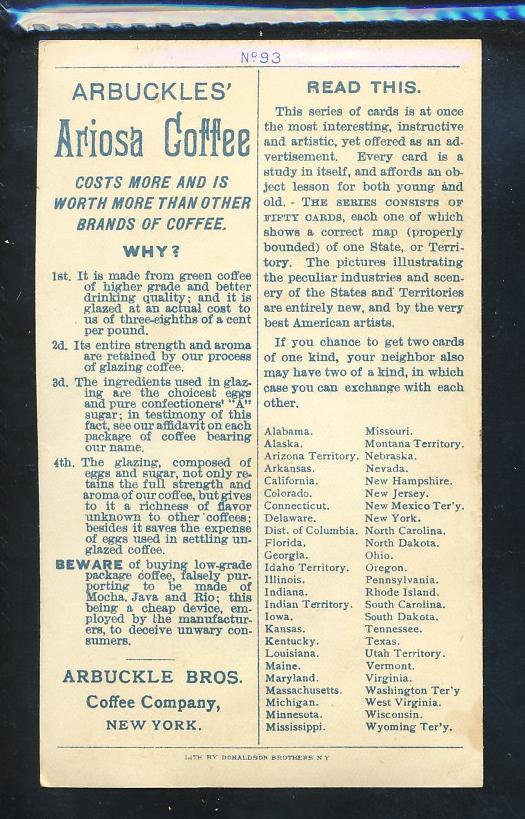 Nº 93
ARBUCKLES'
Ariosa Coffee
COSTS MORE AND IS
WORTH MORE THAN OTHER
BRANDS OF COFFEE.
WHY?
1st. It is made from green coffee
of higher grade and better
drinking quality; and it is
glazed at an actual cost to
us of three-eighths of a cent
per pound.
2d. Its entire strength and aroma
are retained by our process
of glazing coffee.
3d. The ingredients used in glaz-
ing are the choicest eggs
and pure confectioners' "A"
sugar; in testimony of this
fact, see our affidavit on each
package of coffee bearing
our name.
4th. The glazing, composed of
eggs and sugar, not only re-
tains the full strength and
aroma of our coffee, but gives
to it a richness of flavor
unknown to other coffees;
besides it saves the expense
of eggs used in settling un-
glazed coffee.
BEWARE of buying low-grade
package coffee, falsely pur-
porting to be made of
Mocha, Java and Rio; this
being a cheap device, em-
ployed by the manufactur-
ers, to deceive unwary con-
sumers.
ARBUCKLE BROS.
Coffee Company,
NEW YORK.
READ THIS.
This series of cards is at once
the most interesting, instructive
and artistic, yet offered as an ad-
vertisement. Every card is a
study in itself, and affords an ob-
ject lesson for both young and
old. - THE SERIES CONSISTS OF
FIFTY CARDS, each one of which
shows a correct map (properly
bounded) of one State, or Terri-
tory. The pictures illustrating
the peculiar industries and scen-
ery of the States and Territories
are entirely new, and by the very
best American artists.
If you chance to get two cards
of one kind, your neighbor also
may have two of a kind, in which
case you can exchange with each
other.
Alabama.
Alaska.
Arizona Territory.
Arkansas.
California.
Colorado.
Connecticut.
Delaware.
Dist. of Columbia.
Florida.
Georgia.
Idaho Territory.
Illinois.
Indiana.
Indian Territory.
Iowa.
Kansas.
Kentucky.
Louisiana.
Maine.
Maryland.
Massachusetts.
Michigan.
Minnesota.
Mississippi.
Missouri.
Montana Territory.
Nebraska.
Nevada.
New Hampshire.
New Jersey.
New Mexico Ter'y.
New York.
North Carolina.
North Dakota.
Ohio.
Oregon.
Pennsylvania.
Rhode Island.
South Carolina.
South Dakota.
Tennessee.
Texas.
Utah Territory.
Vermont.
Virginia.
Washington Ter'y
West Virginia.
Wisconsin.
Wyoming Ter'y.
LITH BY DONALDSON BROTHERS N.Y